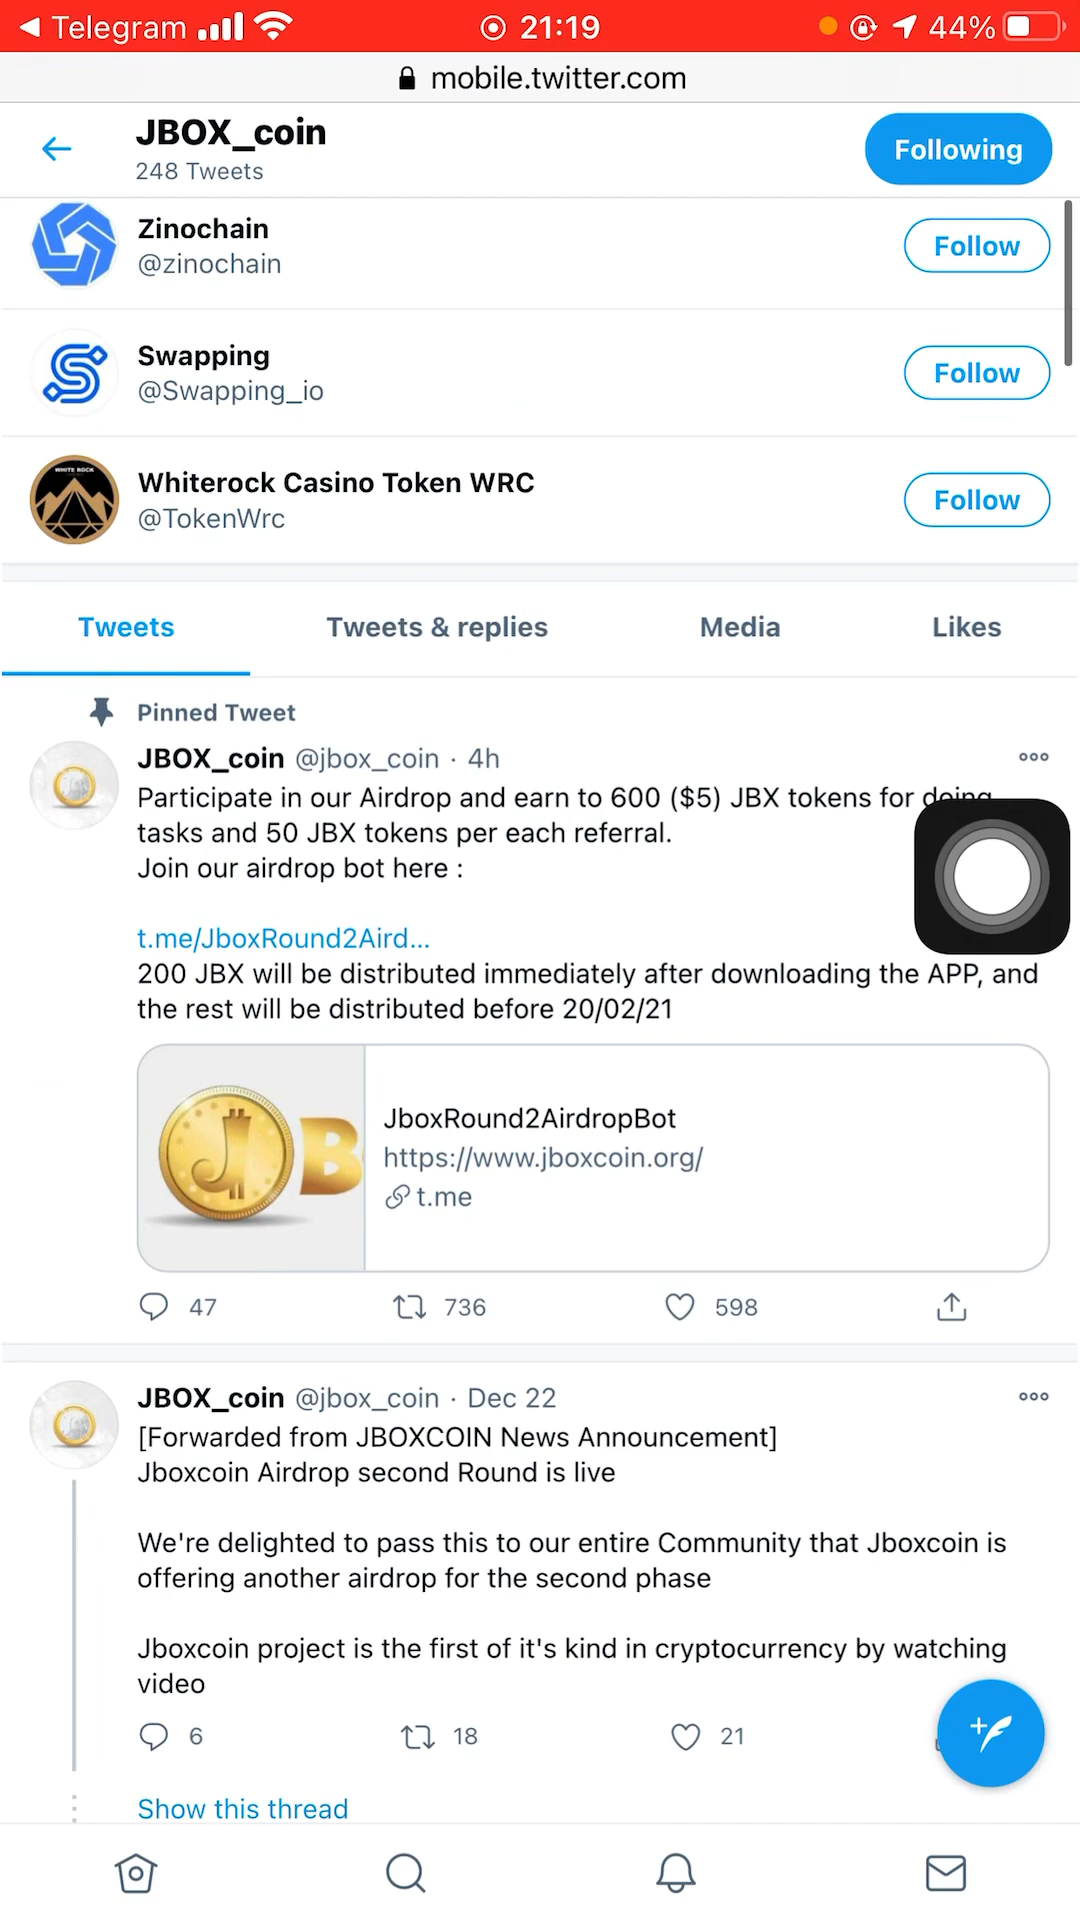 Telegram 21:19 44%
mobile.twitter.com
JBOX_coin
248 Tweets
Following
Zinochain
@zinochain
Follow
Swapping
@Swapping_io
Follow
WHITE ROCK
Whiterock Casino Token WRC
@TokenWrc
Follow
Tweets Tweets & replies Media Likes
Pinned Tweet
JBOX_coin @jbox_coin · 4h
Participate in our Airdrop and earn to 600 ($5) JBX tokens for doing
tasks and 50 JBX tokens per each referral.
Join our airdrop bot here :
t.me/JboxRound2Aird...
200 JBX will be distributed immediately after downloading the APP, and
the rest will be distributed before 20/02/21
J B
JboxRound2AirdropBot
https://www.jboxcoin.org/
t.me
47 736 598
JBOX_coin @jbox_coin · Dec 22
[Forwarded from JBOXCOIN News Announcement]
Jboxcoin Airdrop second Round is live
We're delighted to pass this to our entire Community that Jboxcoin is
offering another airdrop for the second phase
Jboxcoin project is the first of it's kind in cryptocurrency by watching
video
6 18 21
Show this thread